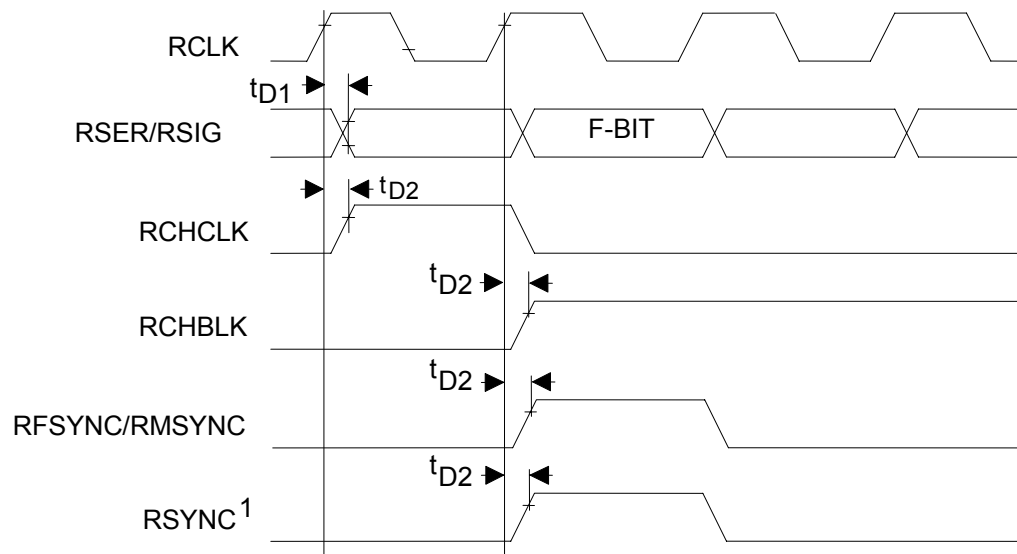 RCLK
tD1
RSER/RSIG
F-BIT
tD2
RCHCLK
tD2
RCHBLK
tD2
RFSYNC/RMSYNC
tD2
RSYNC1